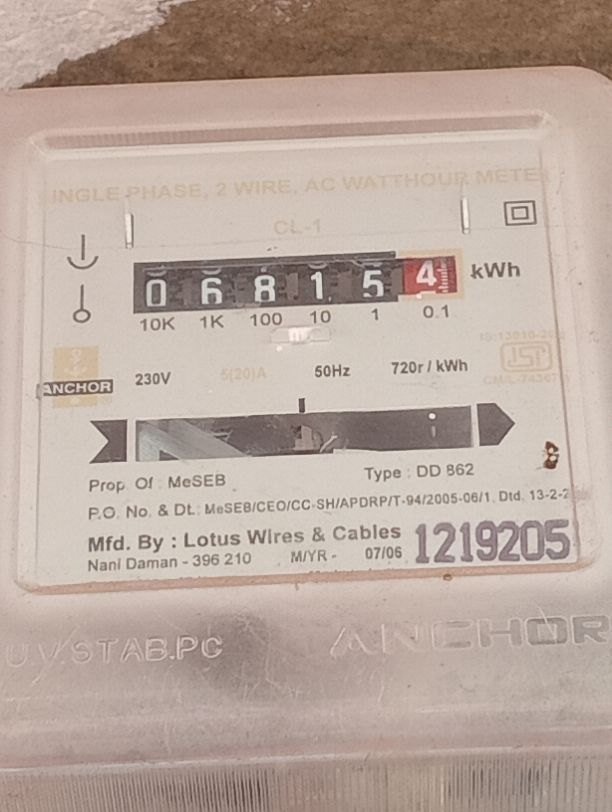 INGLE PHASE, 2 WIRE, AC WATTHOUR METER
CL-1
0 6 8 1 5 4 kWh
10K 1K 100 10 1 0.1
ANCHOR 230V 5(20)A 50Hz 720r / kWh
Prop Of : MeSEB Type : DD 862
P.O. No. & Dt.: MeSEB/CEO/CC-SH/APDRP/T-94/2005-06/1. Dtd. 13-2-2
Mfd. By : Lotus Wires & Cables
Nani Daman - 396 210 M/YR - 07/06 1219205
U.V.STAB.PC ANCHOR